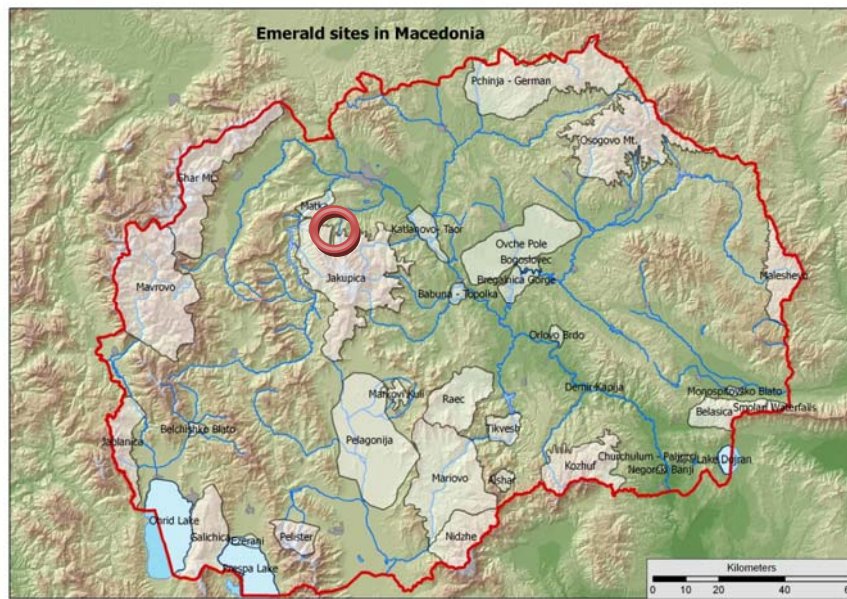 Emerald sites in Macedonia
Pchinja - German
Osogovo Mt.
Shar Mt.
Matka
Katlanovo- Taor
Ovche Pole
Bogoslovec
Jakupica
Bregalnica Gorge
Maleshevo
Mavrovo
Babuna - Topolka
Orlovo Brdo
Markovi Kuli
Raec
Demir Kapija
Monospitovsko Blato
Belasica
Smolari Waterfalls
Jablanica
Belchishko Blato
Pelagonija
Tikvesh
Mariovo
Churchulum - Paljurci
Lake Dojran
Kozhuf
Negorski Banji
Alshar
Ohrid Lake
Galichica
Ezerani
Pelister
Nidzhe
Prespa Lake
Kilometers
0 10 20 40 60